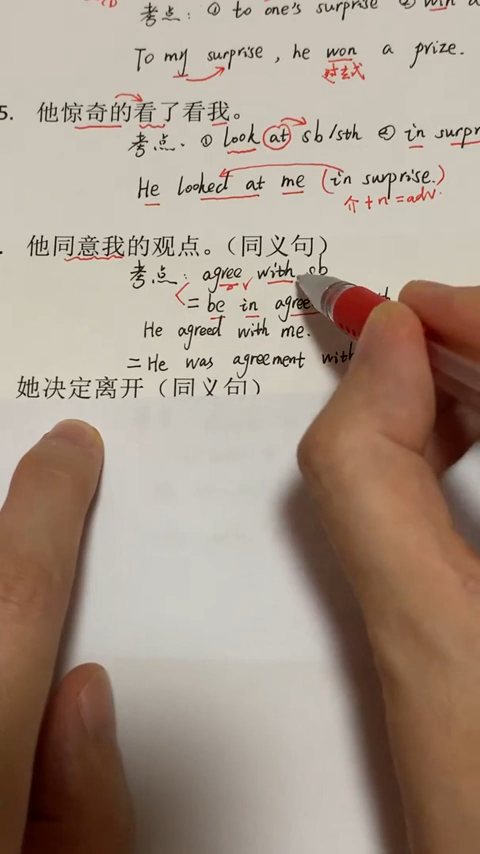 考点: ① to one's surprise ② win a
To my surprise, he won a prize.
过去式
5. 他惊奇的看了看我。
考点. ① look at sb/sth ② in surpr
He looked at me (in surprise.)
介+n=adv.
他同意我的观点。(同义句)
考点: agree with sb
= be in agree
He agreed with me.
= He was agreement with
她决定离开(同义句)